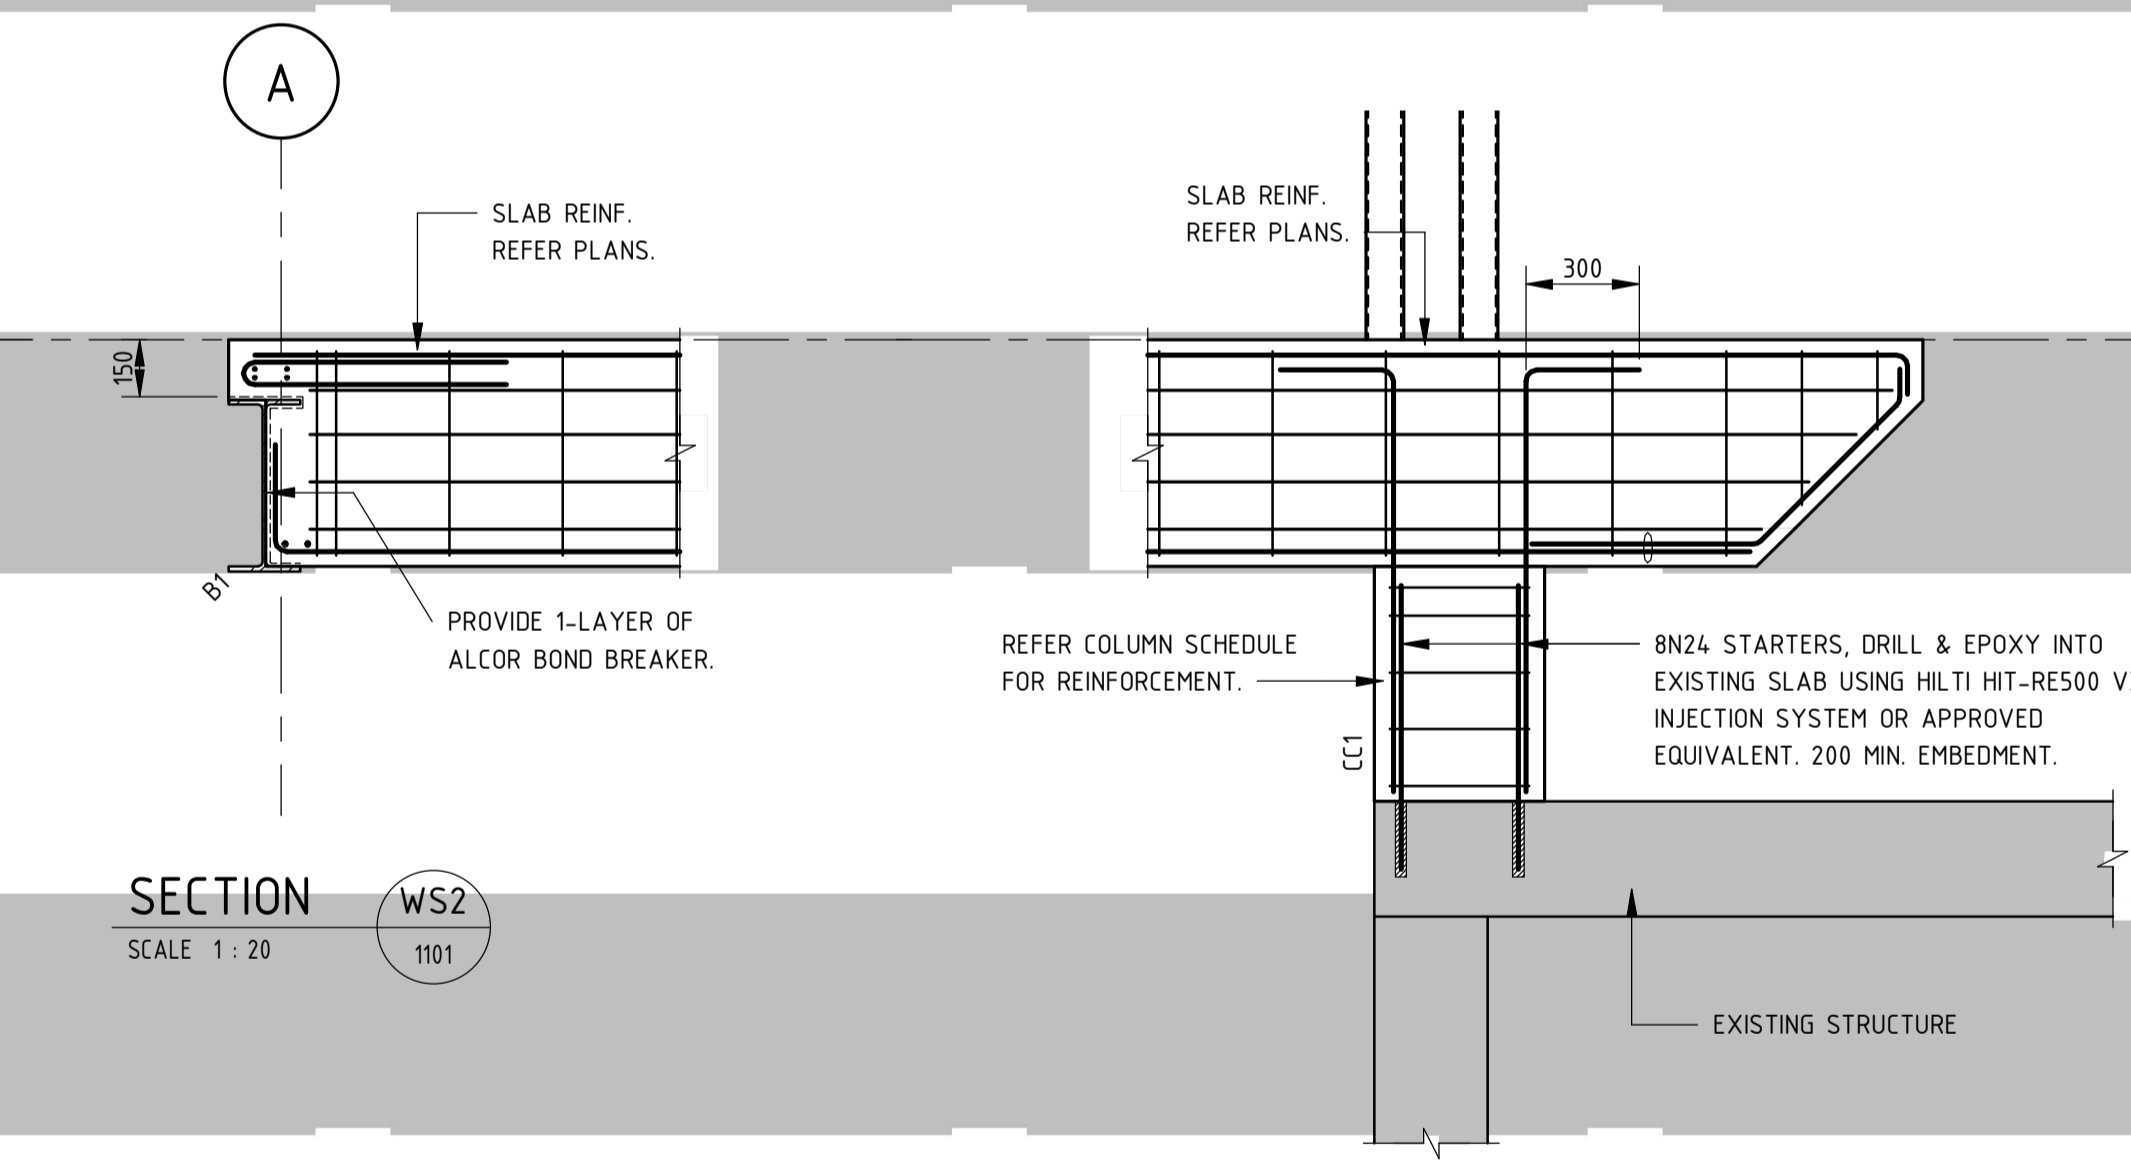 A
SLAB REINF.
REFER PLANS.
SLAB REINF.
REFER PLANS.
300
150
B1
PROVIDE 1-LAYER OF
ALCOR BOND BREAKER.
REFER COLUMN SCHEDULE
FOR REINFORCEMENT.
CC1
8N24 STARTERS, DRILL & EPOXY INTO
EXISTING SLAB USING HILTI HIT-RE500
INJECTION SYSTEM OR APPROVED
EQUIVALENT. 200 MIN. EMBEDMENT.
SECTION
SCALE 1 : 20
WS2
1101
EXISTING STRUCTURE